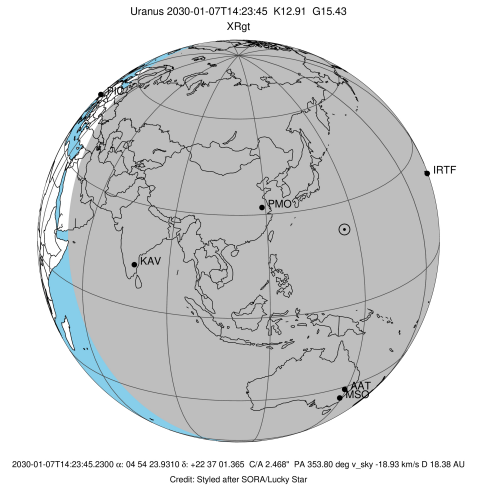 Uranus 2030-01-07T14:23:45 K12.91 G15.43
XRgt
PIC
IRTF
PMO
KAV
AAT
MSO
2030-01-07T14:23:45.2300 α: 04 54 23.9310 δ: +22 37 01.365 C/A 2.468" PA 353.80 deg v_sky -18.93 km/s D 18.38 AU
Credit: Styled after SORA/Lucky Star